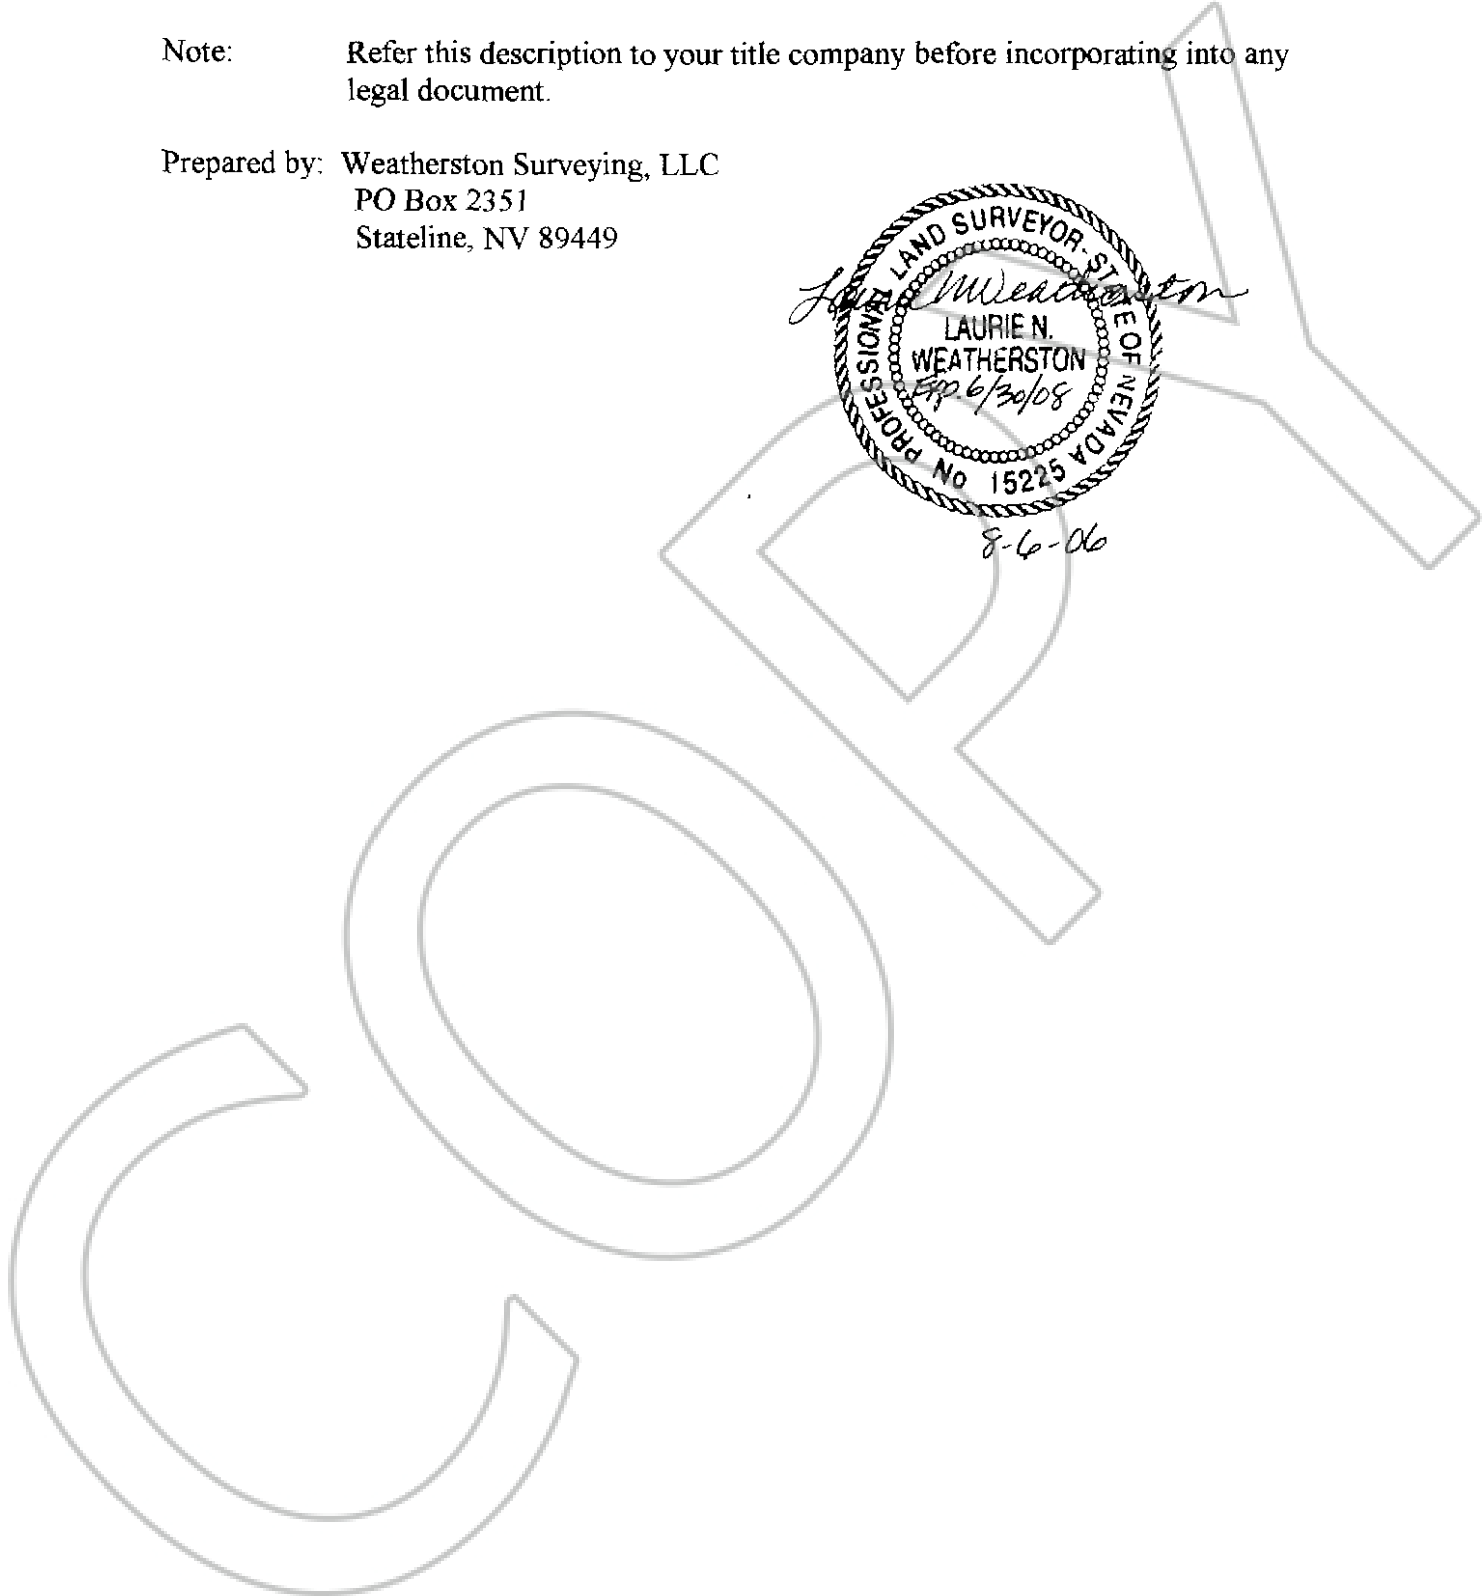 Note: Refer this description to your title company before incorporating into any
legal document.
Prepared by: Weatherston Surveying, LLC
PO Box 2351
Stateline, NV 89449
PROFESSIONAL LAND SURVEYOR-STATE OF NEVADA
Laurie N Weatherston
LAURIE N.
WEATHERSTON
Exp. 6/30/08
No 15225
8-6-06
COPY